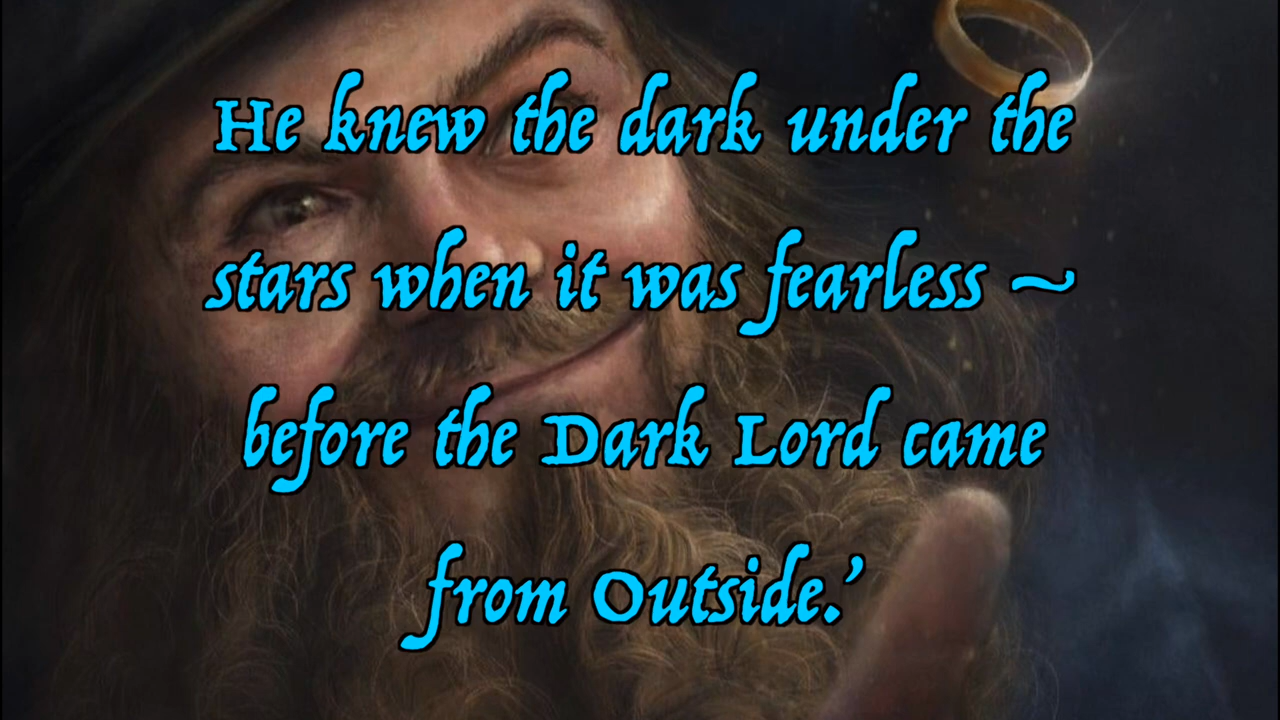 He knew the dark under the
stars when it was fearless ~
before the Dark Lord came
from Outside.’